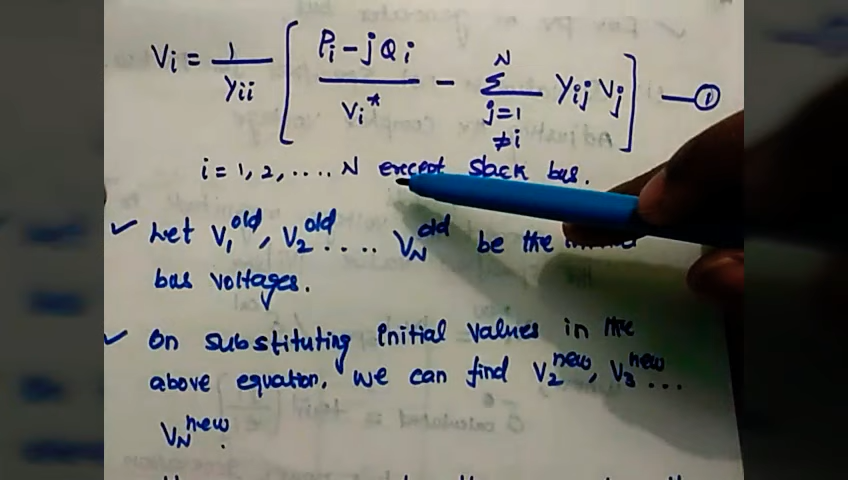 Vi = 1/Yii [ (Pi - jQi)/Vi* - Σ(j=1, ≠i)^N Yij Vj ] —①
i = 1, 2, .... N except slack bus.
✓ Let V1^old, V2^old .... VN^old be the
bus voltages.
✓ On substituting initial values in the
above equation, we can find V2^new, V3^new ...
VN^new.